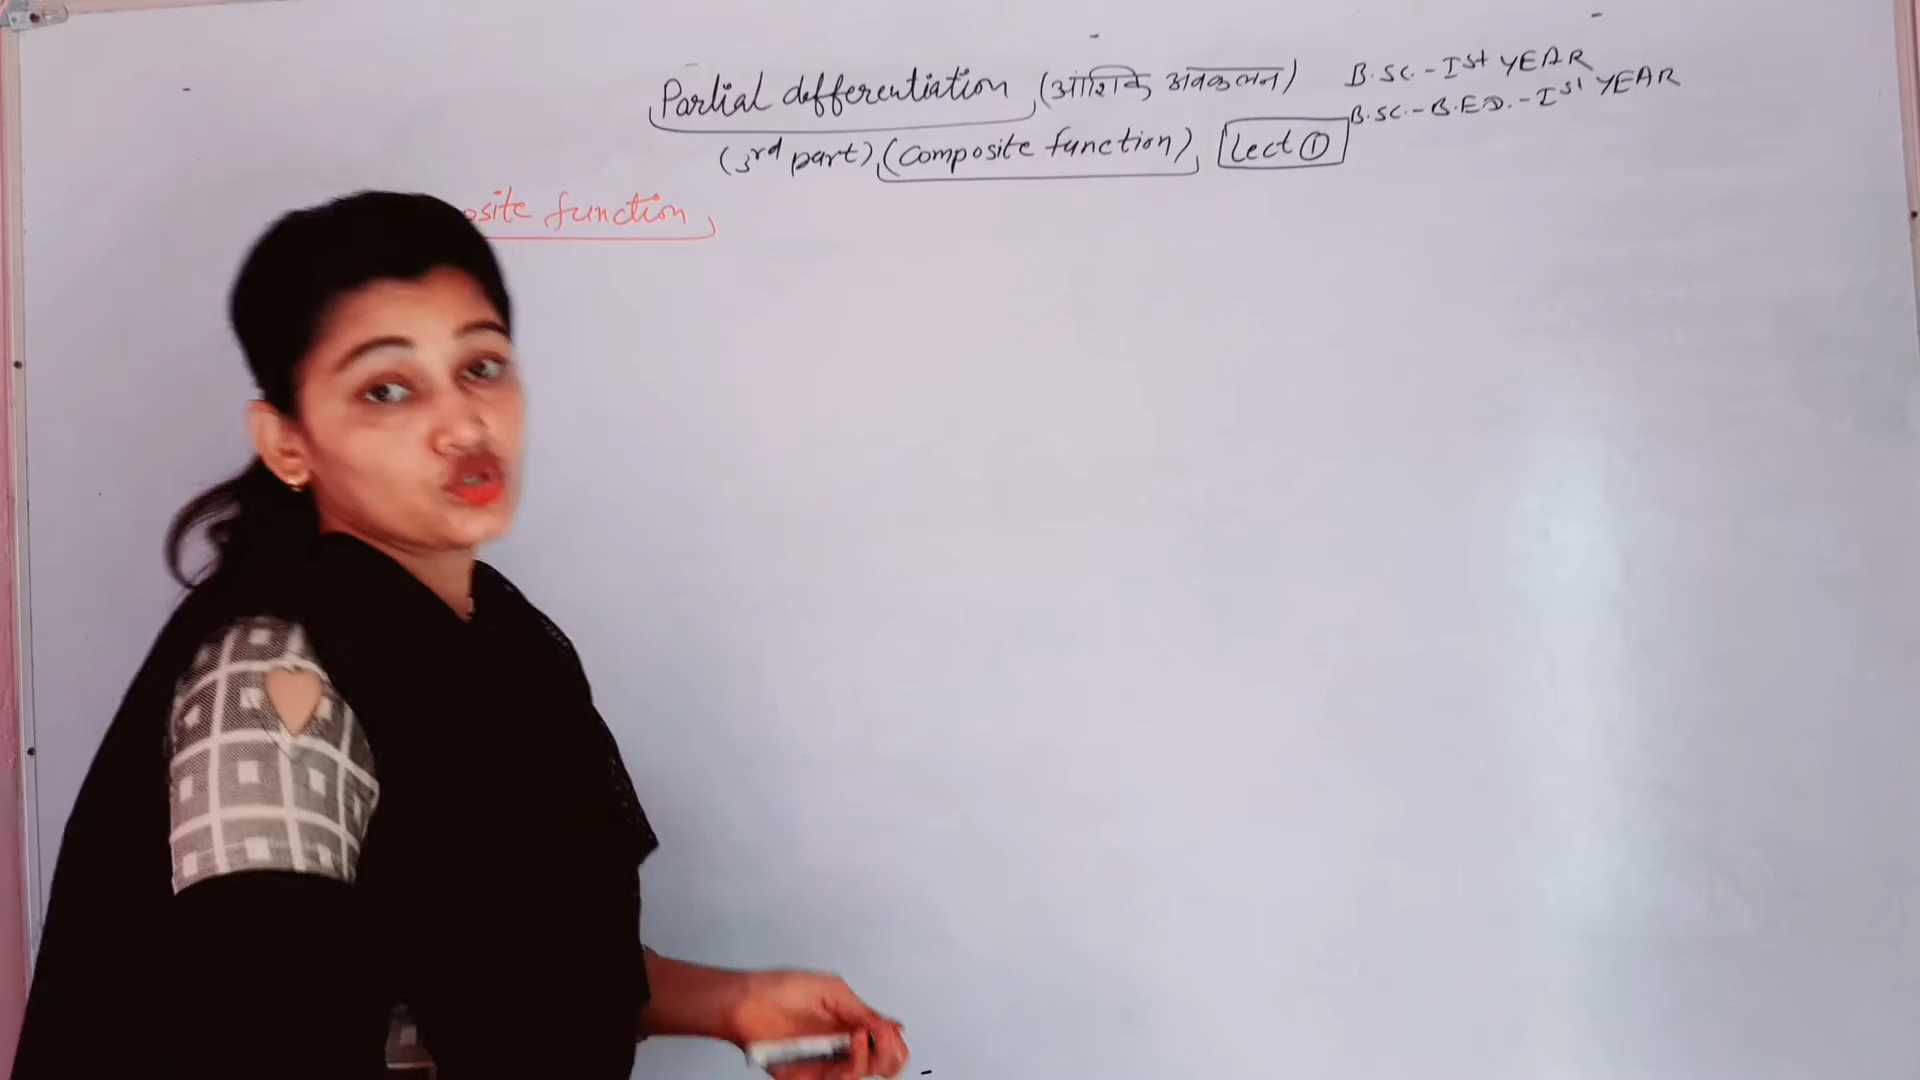 Partial differentiation (आंशिक अवकलन) B.SC. - Ist YEAR
B.SC. - B.ED. - Ist YEAR
(3rd part) (Composite function) Lect ①
osite function